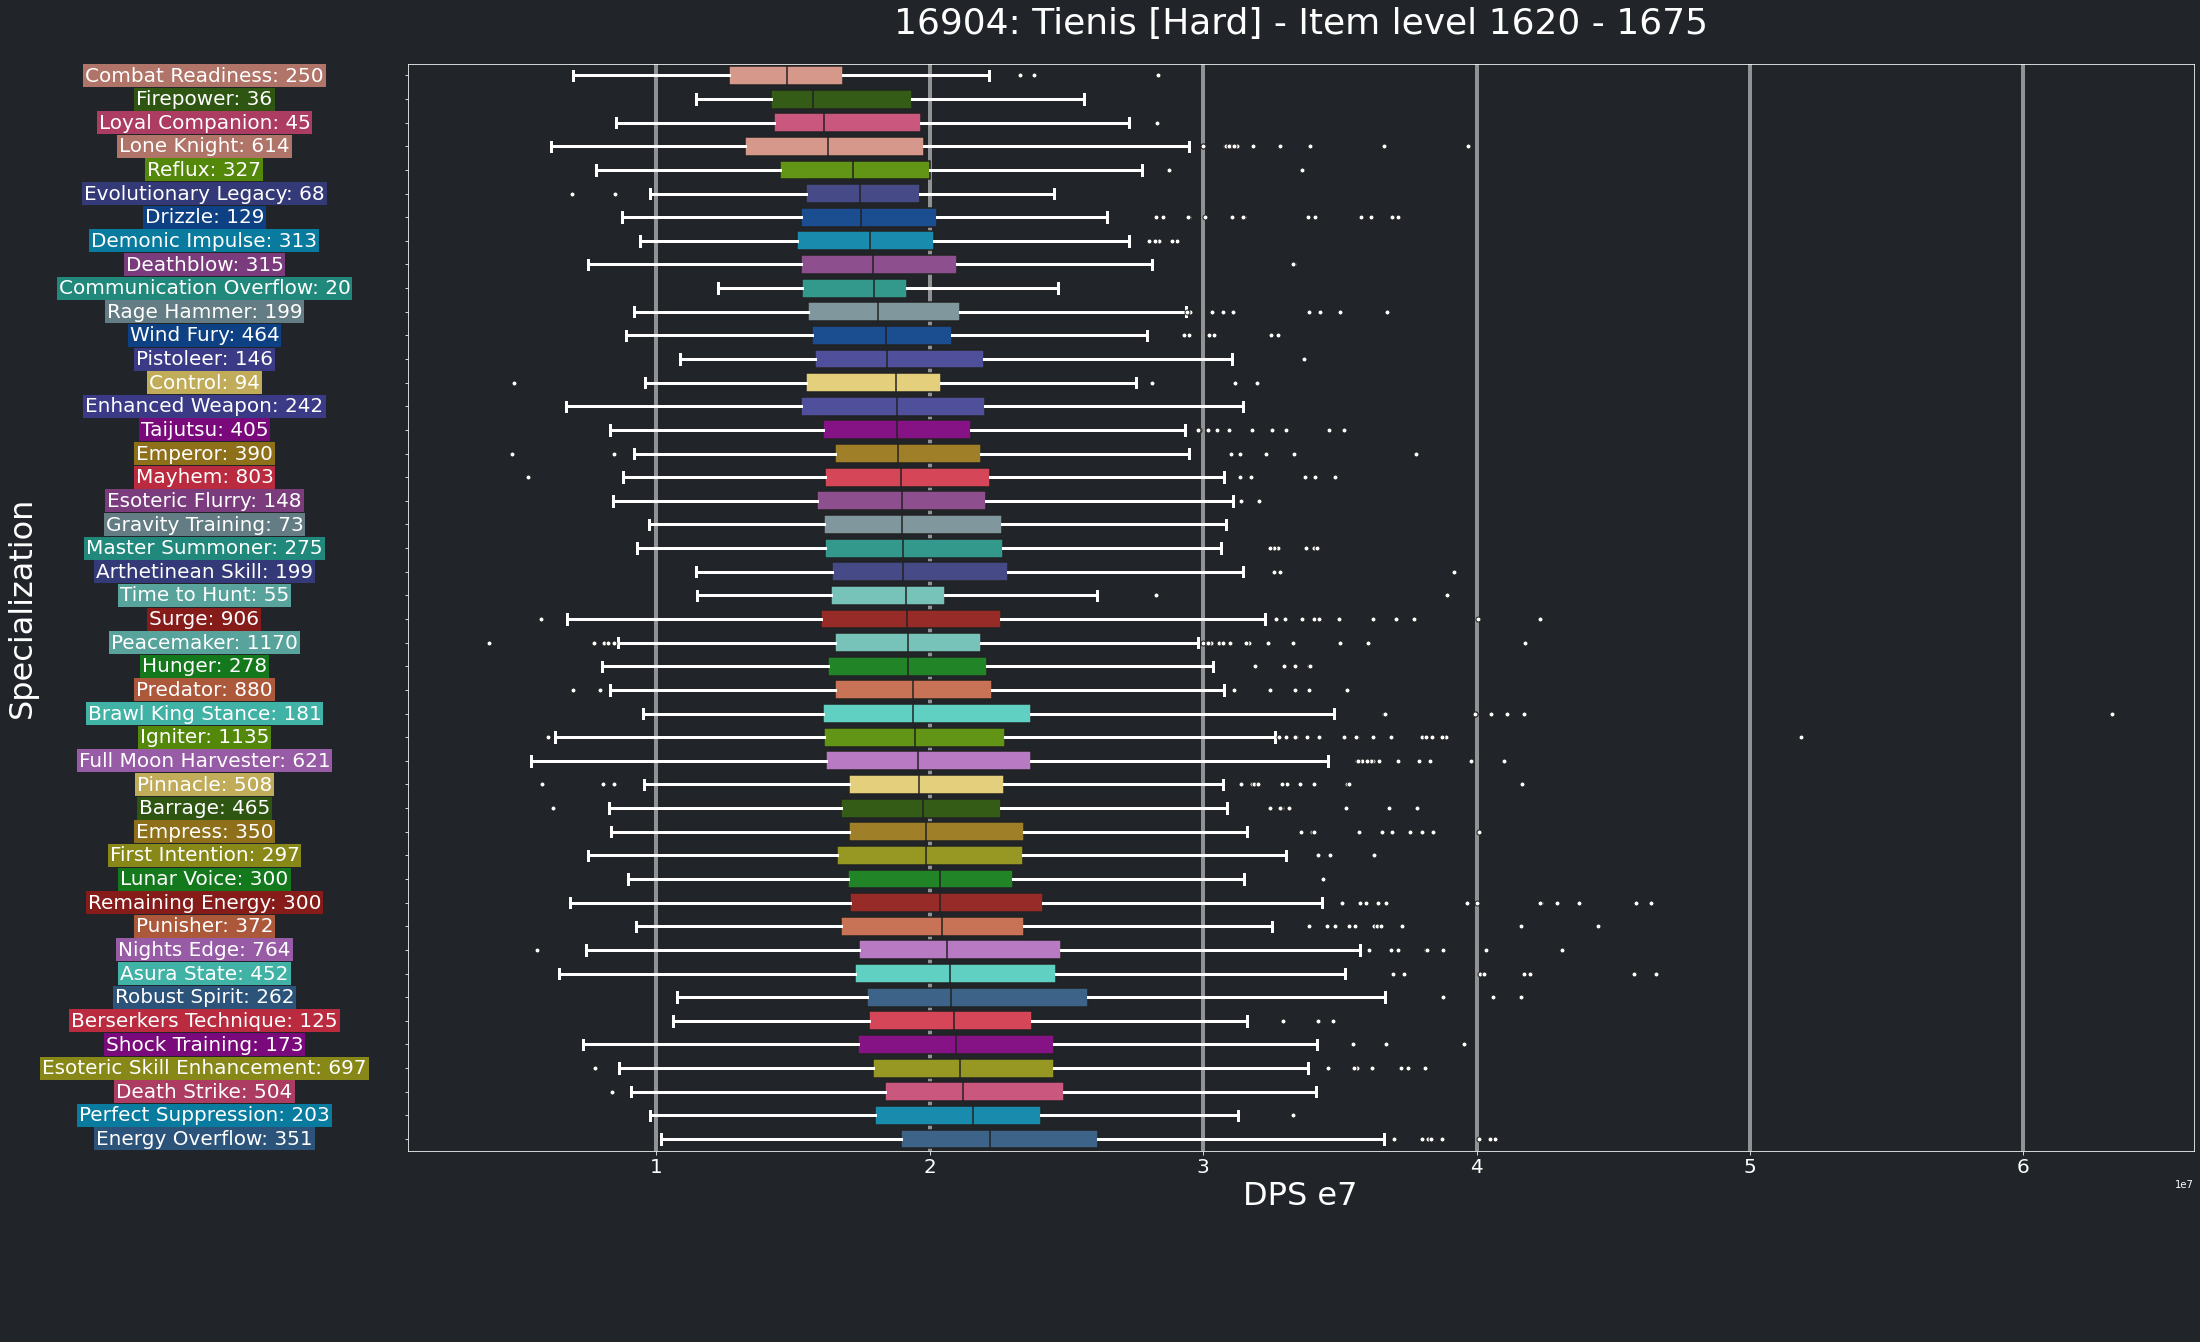 16904: Tienis [Hard] - Item level 1620 - 1675
Specialization
Combat Readiness: 250
Firepower: 36
Loyal Companion: 45
Lone Knight: 614
Reflux: 327
Evolutionary Legacy: 68
Drizzle: 129
Demonic Impulse: 313
Deathblow: 315
Communication Overflow: 20
Rage Hammer: 199
Wind Fury: 464
Pistoleer: 146
Control: 94
Enhanced Weapon: 242
Taijutsu: 405
Emperor: 390
Mayhem: 803
Esoteric Flurry: 148
Gravity Training: 73
Master Summoner: 275
Arthetinean Skill: 199
Time to Hunt: 55
Surge: 906
Peacemaker: 1170
Hunger: 278
Predator: 880
Brawl King Stance: 181
Igniter: 1135
Full Moon Harvester: 621
Pinnacle: 508
Barrage: 465
Empress: 350
First Intention: 297
Lunar Voice: 300
Remaining Energy: 300
Punisher: 372
Nights Edge: 764
Asura State: 452
Robust Spirit: 262
Berserkers Technique: 125
Shock Training: 173
Esoteric Skill Enhancement: 697
Death Strike: 504
Perfect Suppression: 203
Energy Overflow: 351
1 2 3 4 5 6
1e7
DPS e7